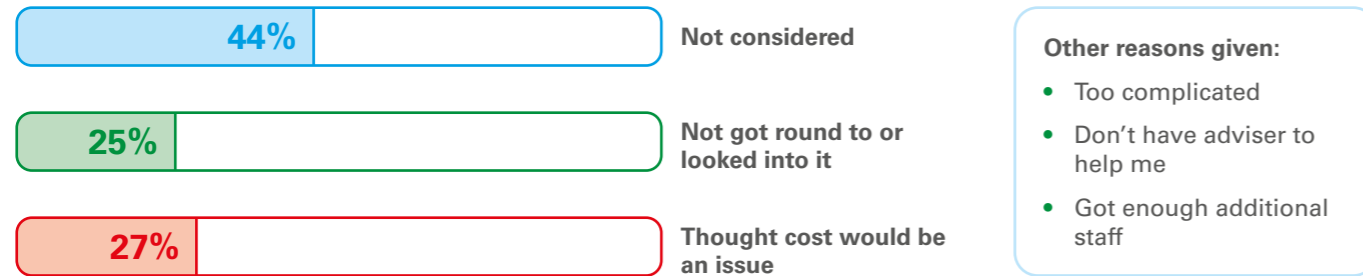 44%
Not considered
25%
Not got round to or
looked into it
27%
Thought cost would be
an issue
Other reasons given:
• Too complicated
• Don’t have adviser to
help me
• Got enough additional
staff